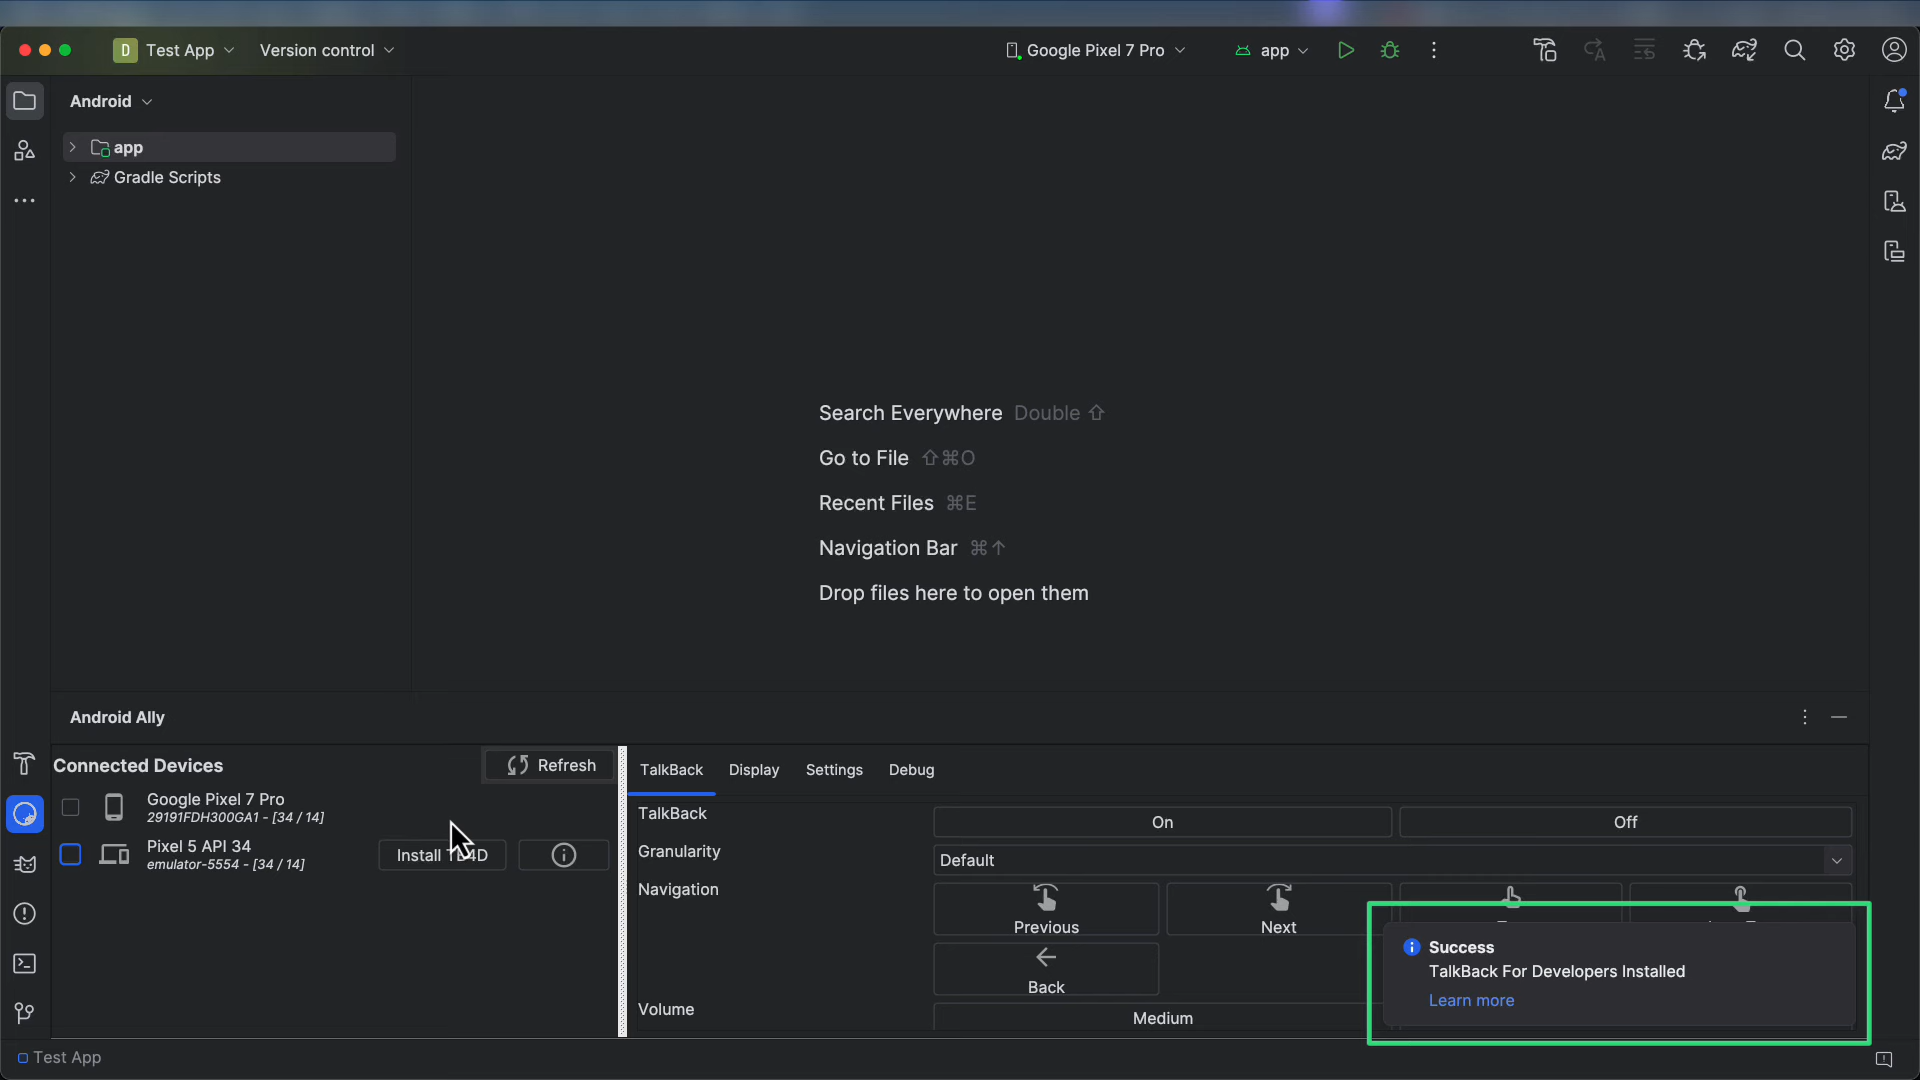 D Test App
Version control
Google Pixel 7 Pro
app
Android
app
Gradle Scripts
Search Everywhere Double ⇧
Go to File ⇧⌘O
Recent Files ⌘E
Navigation Bar ⌘↑
Drop files here to open them
Android Ally
Connected Devices
Refresh
Google Pixel 7 Pro
29191FDH300GA1 - [34 / 14]
Pixel 5 API 34
emulator-5554 - [34 / 14]
Install TB4D
TalkBack
Display
Settings
Debug
TalkBack
On
Off
Granularity
Default
Navigation
Previous
Next
Back
Volume
Medium
Success
TalkBack For Developers Installed
Learn more
Test App